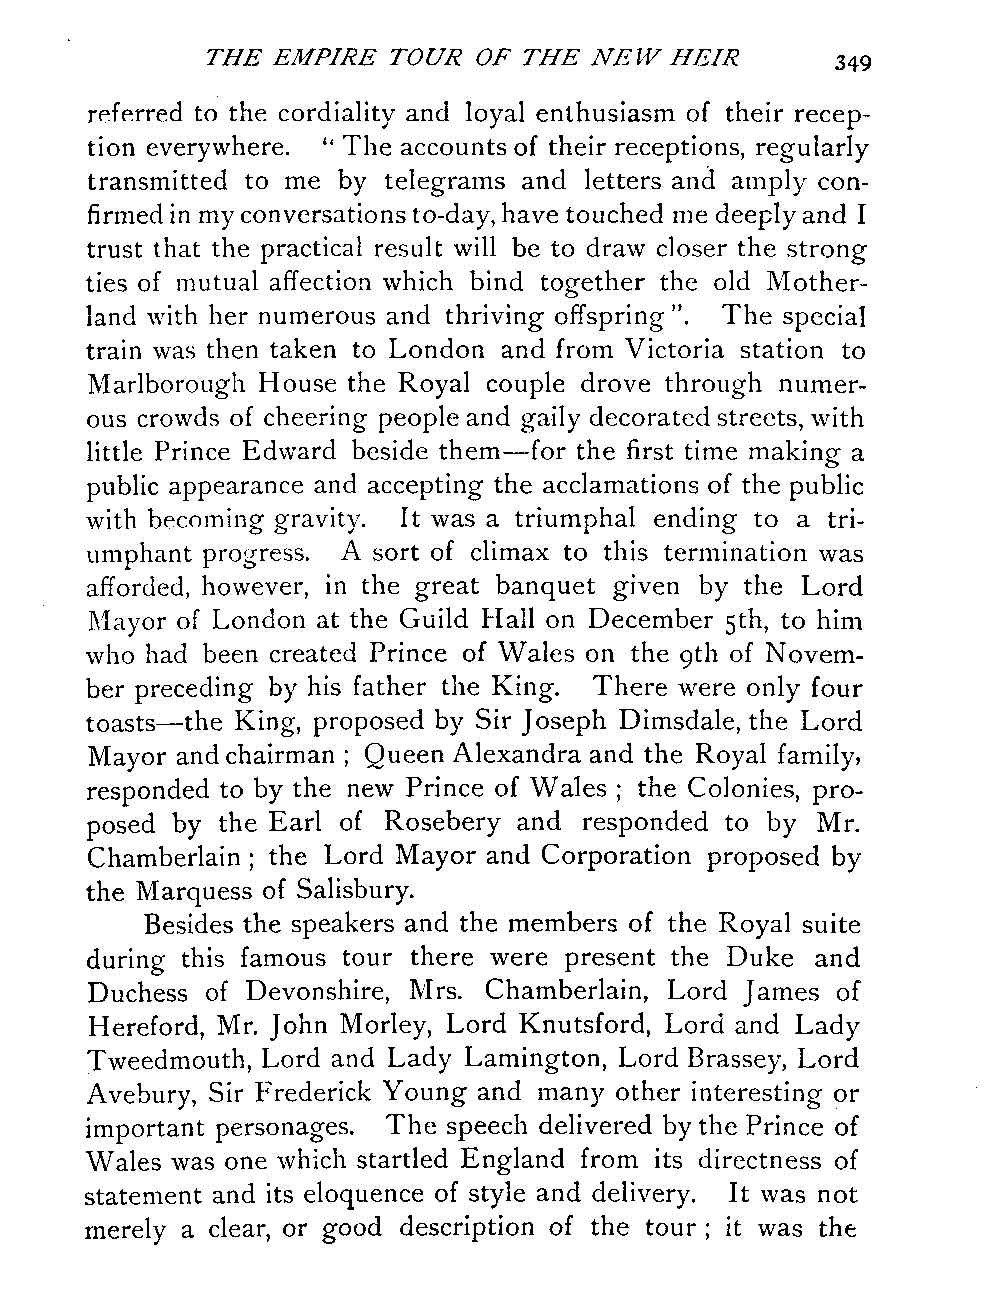 THE EMPIRE TOUR OF THE NEW HEIR 349
referred to the cordiality and loyal enthusiasm of their recep-
tion everywhere. “ The accounts of their receptions, regularly
transmitted to me by telegrams and letters and amply con-
firmed in my conversations to-day, have touched me deeply and I
trust that the practical result will be to draw closer the strong
ties of mutual affection which bind together the old Mother-
land with her numerous and thriving offspring ”. The special
train was then taken to London and from Victoria station to
Marlborough House the Royal couple drove through numer-
ous crowds of cheering people and gaily decorated streets, with
little Prince Edward beside them—for the first time making a
public appearance and accepting the acclamations of the public
with becoming gravity. It was a triumphal ending to a tri-
umphant progress. A sort of climax to this termination was
afforded, however, in the great banquet given by the Lord
Mayor of London at the Guild Hall on December 5th, to him
who had been created Prince of Wales on the 9th of Novem-
ber preceding by his father the King. There were only four
toasts—the King, proposed by Sir Joseph Dimsdale, the Lord
Mayor and chairman ; Queen Alexandra and the Royal family,
responded to by the new Prince of Wales ; the Colonies, pro-
posed by the Earl of Rosebery and responded to by Mr.
Chamberlain ; the Lord Mayor and Corporation proposed by
the Marquess of Salisbury.
Besides the speakers and the members of the Royal suite
during this famous tour there were present the Duke and
Duchess of Devonshire, Mrs. Chamberlain, Lord James of
Hereford, Mr. John Morley, Lord Knutsford, Lord and Lady
Tweedmouth, Lord and Lady Lamington, Lord Brassey, Lord
Avebury, Sir Frederick Young and many other interesting or
important personages. The speech delivered by the Prince of
Wales was one which startled England from its directness of
statement and its eloquence of style and delivery. It was not
merely a clear, or good description of the tour ; it was the